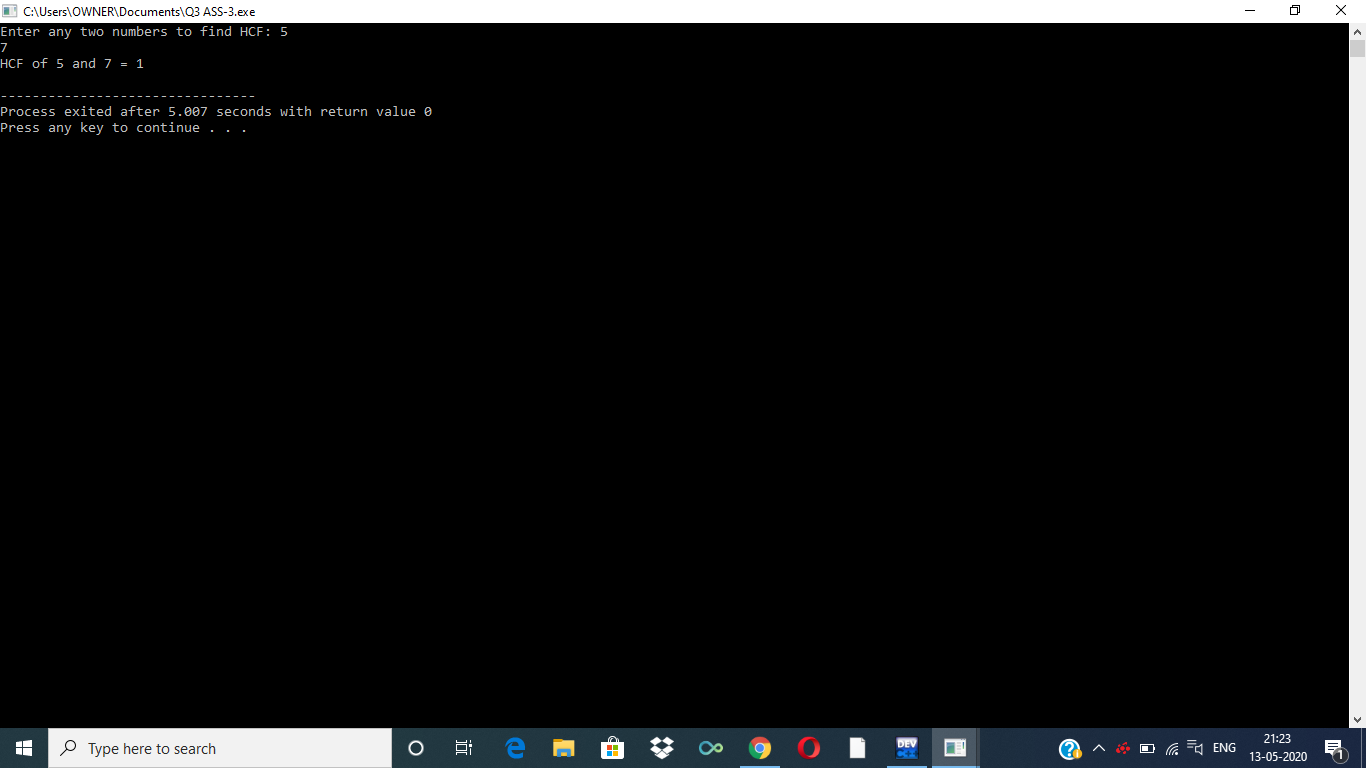 C:\Users\OWNER\Documents\Q3 ASS-3.exe
Enter any two numbers to find HCF: 5
7
HCF of 5 and 7 = 1
--------------------------------
Process exited after 5.007 seconds with return value 0
Press any key to continue . . .
Type here to search
DEV
ENG
21:23
13-05-2020
1